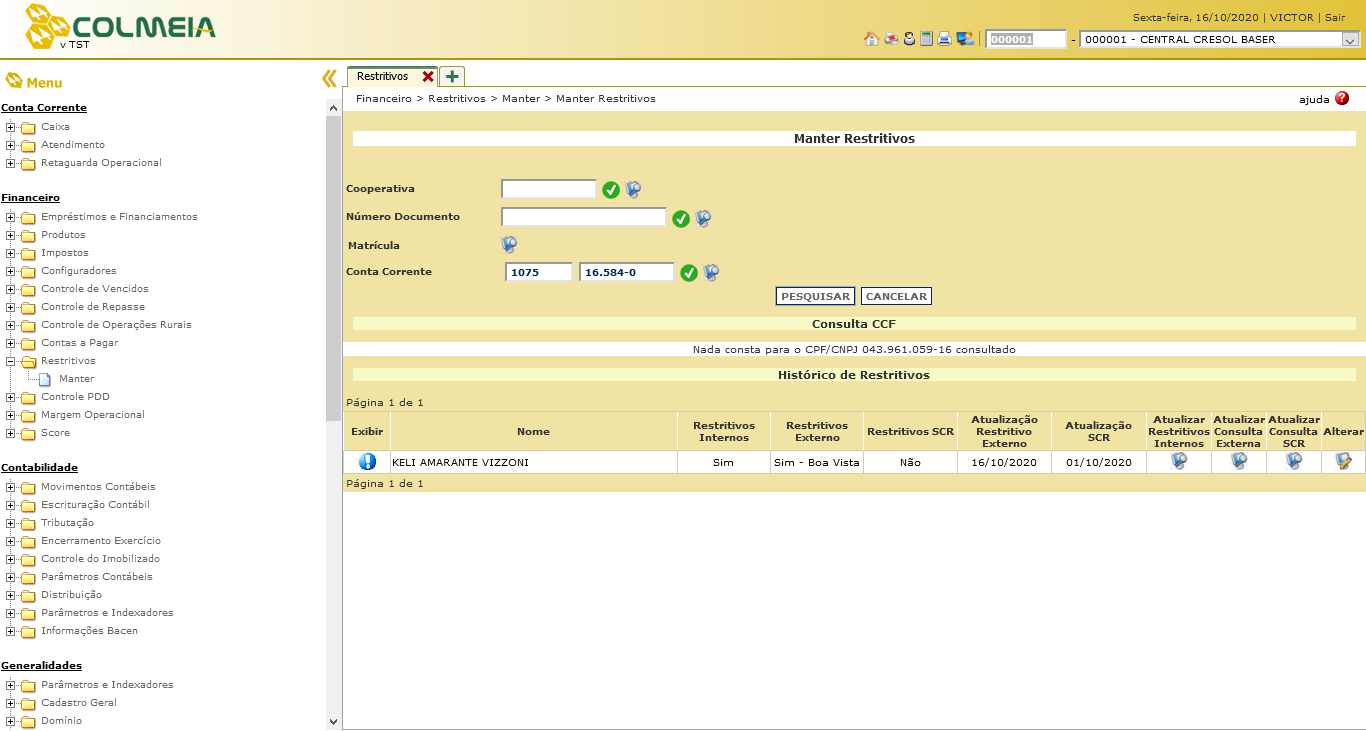 COLMEIA
v TST
Sexta-feira, 16/10/2020 | VICTOR | Sair
000001 - 000001 - CENTRAL CRESOL BASER
Menu
Conta Corrente
Caixa
Atendimento
Retaguarda Operacional
Financeiro
Empréstimos e Financiamentos
Produtos
Impostos
Configuradores
Controle de Vencidos
Controle de Repasse
Controle de Operações Rurais
Contas a Pagar
Restritivos
Manter
Controle PDD
Margem Operacional
Score
Contabilidade
Movimentos Contábeis
Escrituração Contábil
Tributação
Encerramento Exercício
Controle do Imobilizado
Parâmetros Contábeis
Distribuição
Parâmetros e Indexadores
Informações Bacen
Generalidades
Parâmetros e Indexadores
Cadastro Geral
Domínio
Restritivos
Financeiro > Restritivos > Manter > Manter Restritivos
ajuda ?
Manter Restritivos
Cooperativa
Número Documento
Matrícula
Conta Corrente 1075 16.584-0
PESQUISAR CANCELAR
Consulta CCF
Nada consta para o CPF/CNPJ 043.961.059-16 consultado
Histórico de Restritivos
Página 1 de 1
Exibir Nome Restritivos Internos Restritivos Externo Restritivos SCR Atualização Restritivo Externo Atualização SCR Atualizar Restritivos Internos Atualizar Consulta Externa Atualizar Consulta SCR Alterar
KELI AMARANTE VIZZONI Sim Sim - Boa Vista Não 16/10/2020 01/10/2020
Página 1 de 1